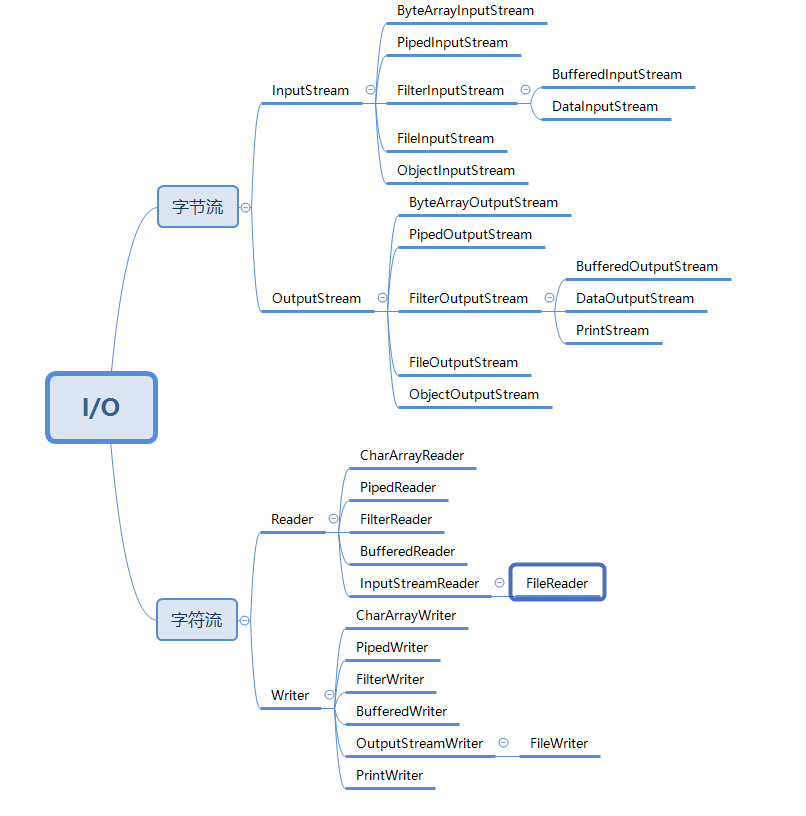 I/O
字节流
InputStream
ByteArrayInputStream
PipedInputStream
FilterInputStream
BufferedInputStream
DataInputStream
FileInputStream
ObjectInputStream
OutputStream
ByteArrayOutputStream
PipedOutputStream
FilterOutputStream
BufferedOutputStream
DataOutputStream
PrintStream
FileOutputStream
ObjectOutputStream
字符流
Reader
CharArrayReader
PipedReader
FilterReader
BufferedReader
InputStreamReader
FileReader
Writer
CharArrayWriter
PipedWriter
FilterWriter
BufferedWriter
OutputStreamWriter
FileWriter
PrintWriter